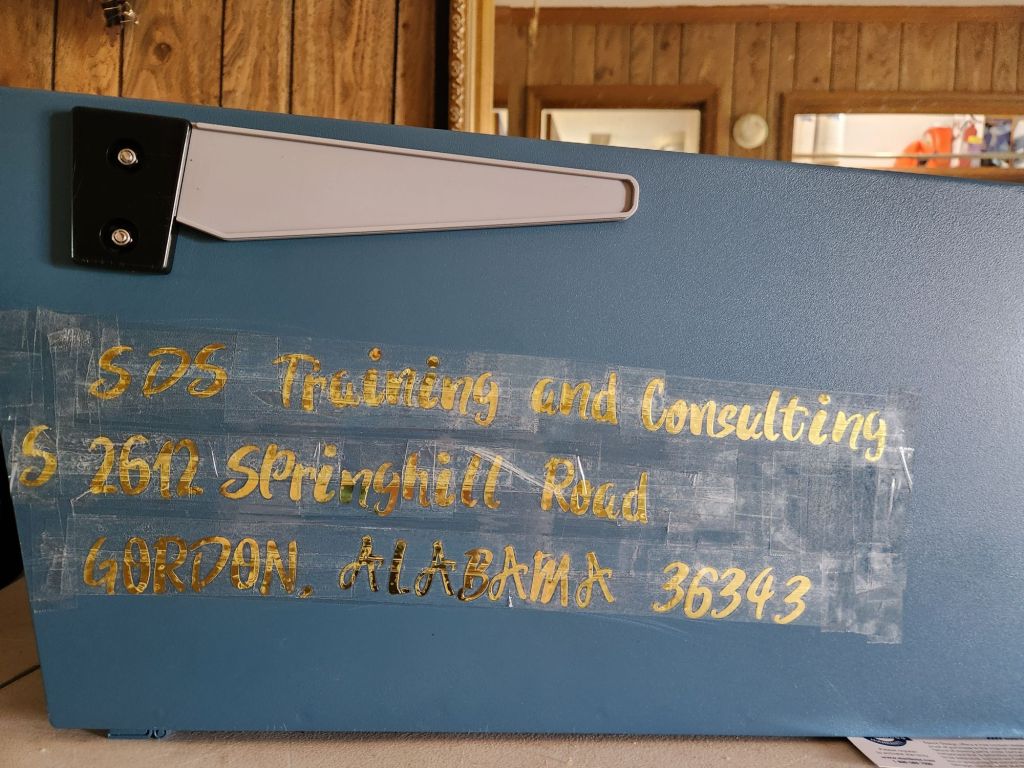 SDS Training and Consulting
S 2612 Springhill Road
GORDON, ALABAMA 36343